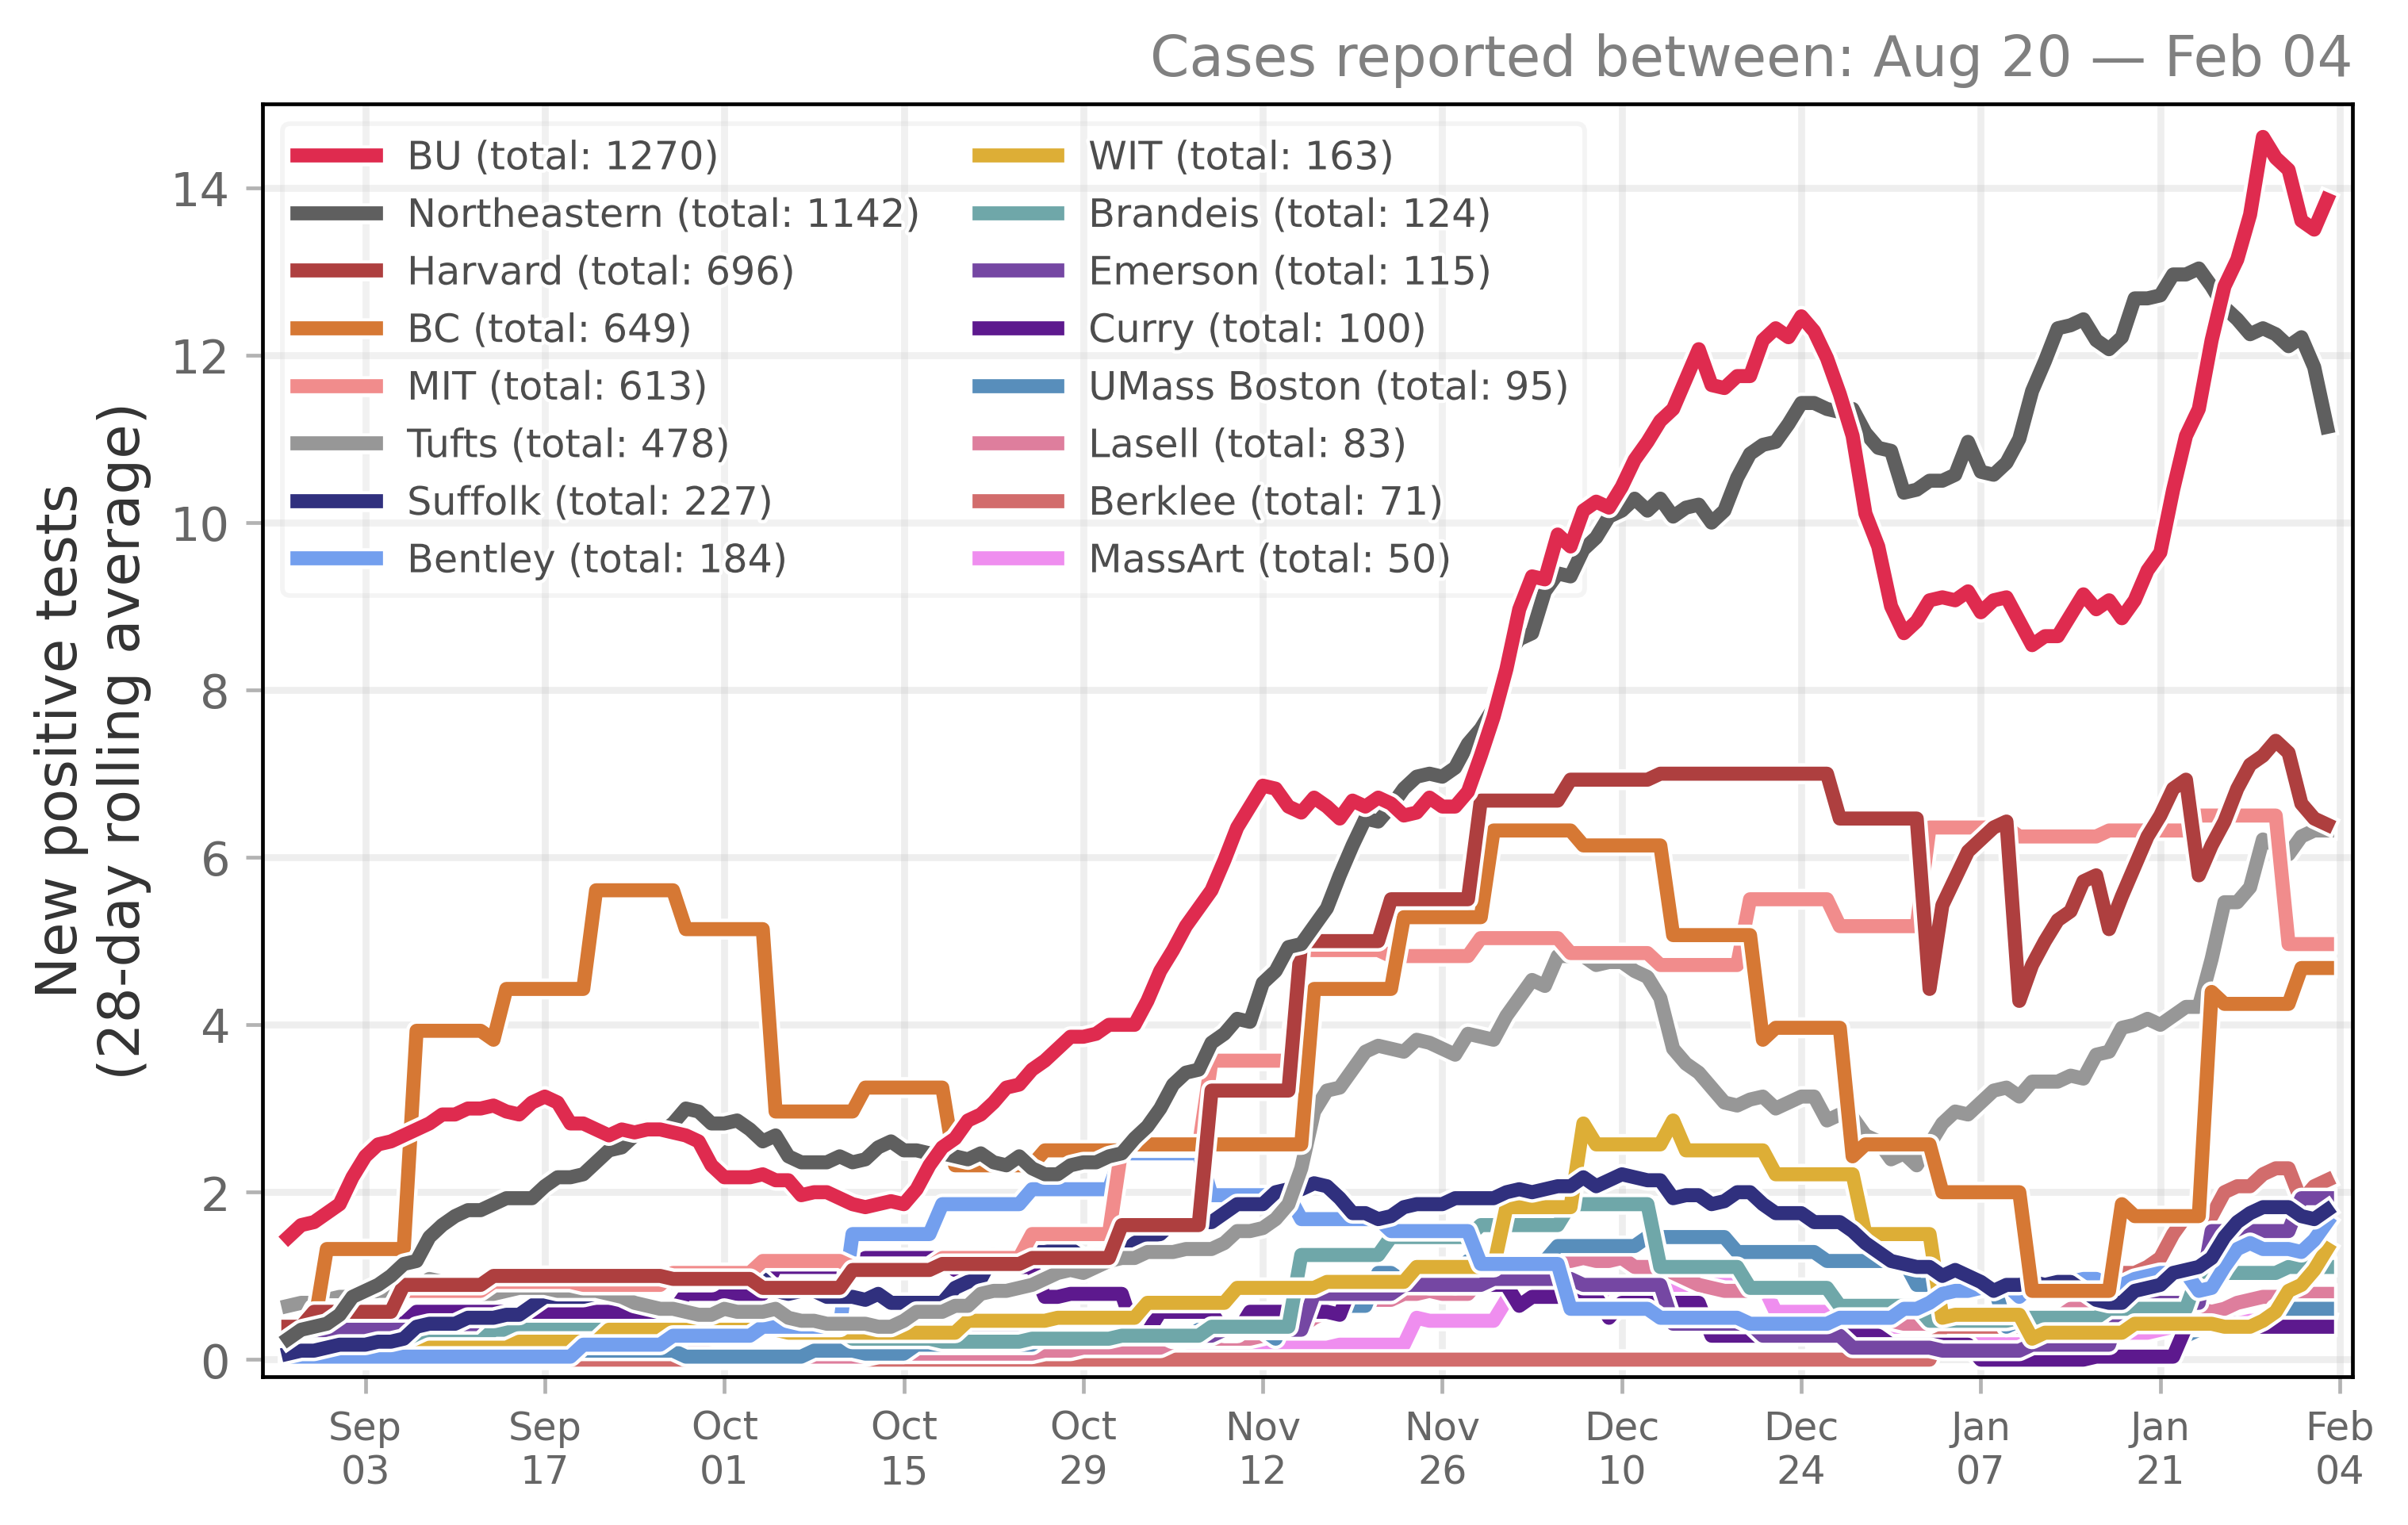 Cases reported between: Aug 20 — Feb 04
New positive tests
(28-day rolling average)
14
12
10
8
6
4
2
0
BU (total: 1270)
Northeastern (total: 1142)
Harvard (total: 696)
BC (total: 649)
MIT (total: 613)
Tufts (total: 478)
Suffolk (total: 227)
Bentley (total: 184)
WIT (total: 163)
Brandeis (total: 124)
Emerson (total: 115)
Curry (total: 100)
UMass Boston (total: 95)
Lasell (total: 83)
Berklee (total: 71)
MassArt (total: 50)
Sep
03
Sep
17
Oct
01
Oct
15
Oct
29
Nov
12
Nov
26
Dec
10
Dec
24
Jan
07
Jan
21
Feb
04